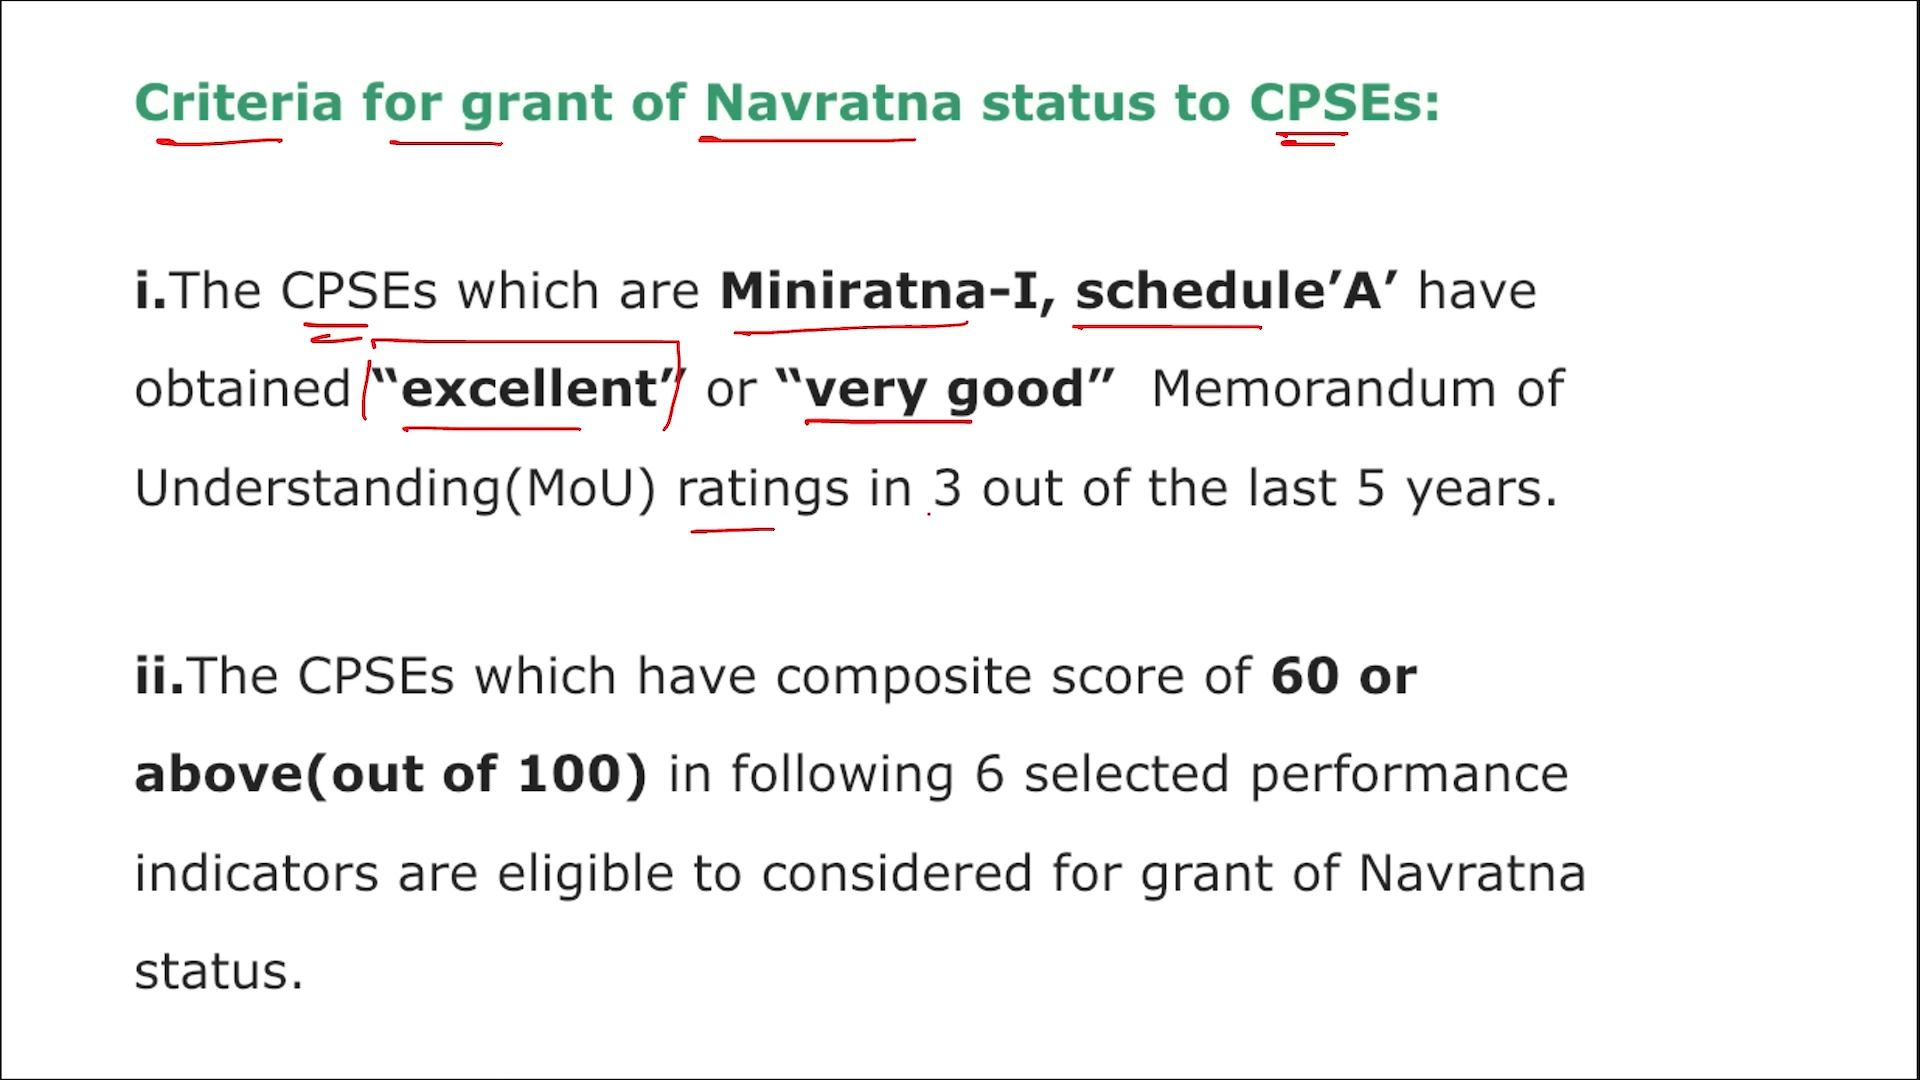 Criteria for grant of Navratna status to CPSEs:
i.The CPSEs which are Miniratna-I, schedule’A’ have
obtained “excellent” or “very good” Memorandum of
Understanding(MoU) ratings in 3 out of the last 5 years.
ii.The CPSEs which have composite score of 60 or
above(out of 100) in following 6 selected performance
indicators are eligible to considered for grant of Navratna
status.